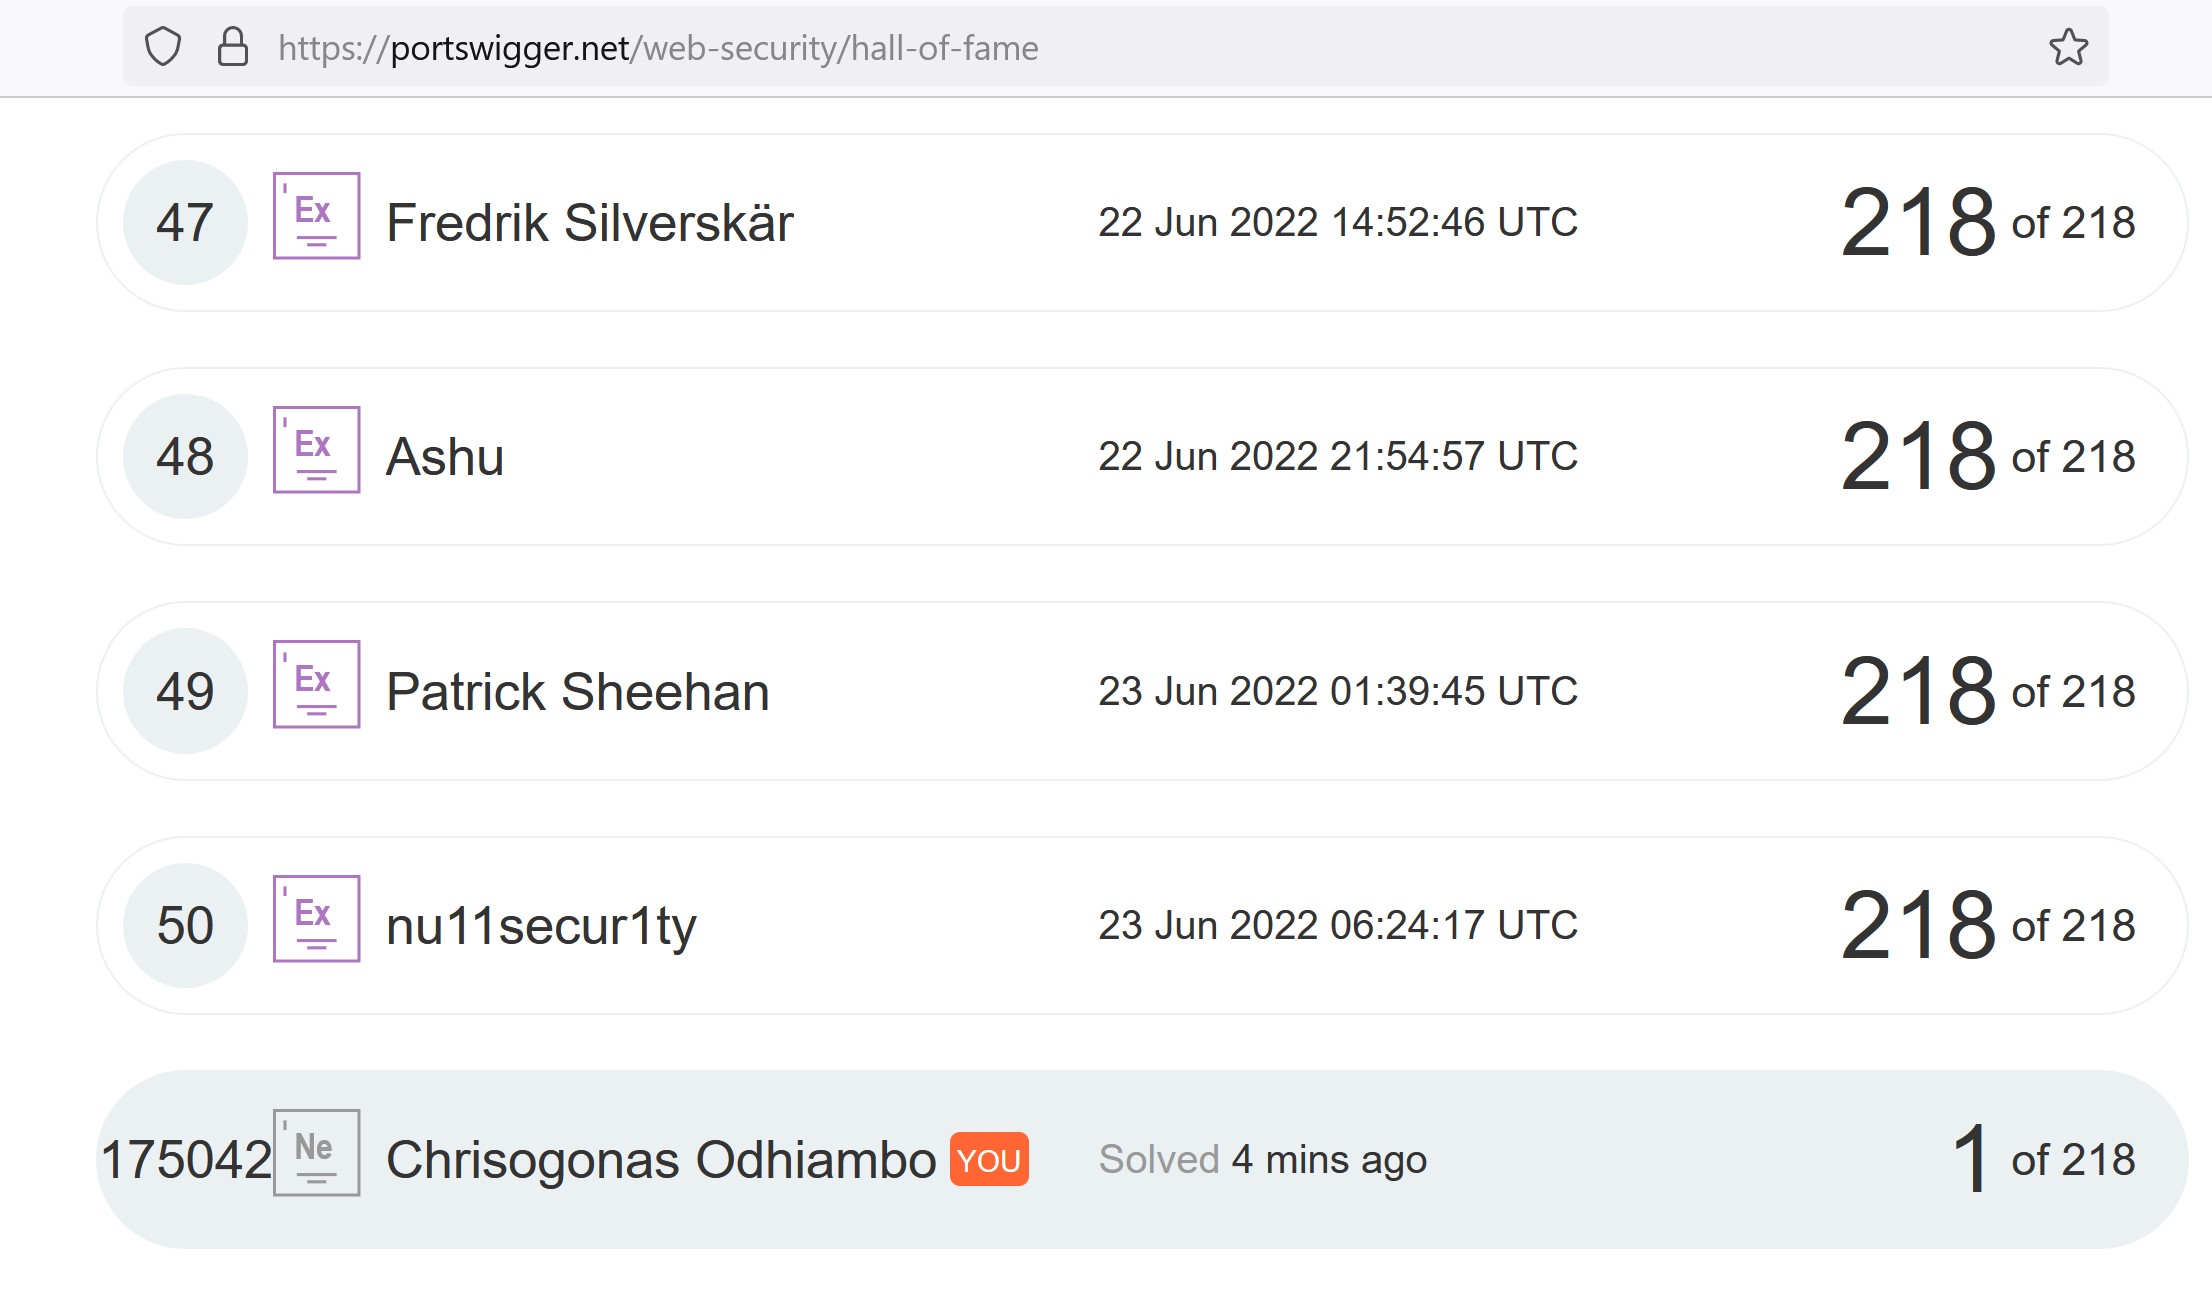 https://portswigger.net/web-security/hall-of-fame
47 Ex Fredrik Silverskär 22 Jun 2022 14:52:46 UTC 218 of 218
48 Ex Ashu 22 Jun 2022 21:54:57 UTC 218 of 218
49 Ex Patrick Sheehan 23 Jun 2022 01:39:45 UTC 218 of 218
50 Ex nu11secur1ty 23 Jun 2022 06:24:17 UTC 218 of 218
175042 Ne Chrisogonas Odhiambo YOU Solved 4 mins ago 1 of 218